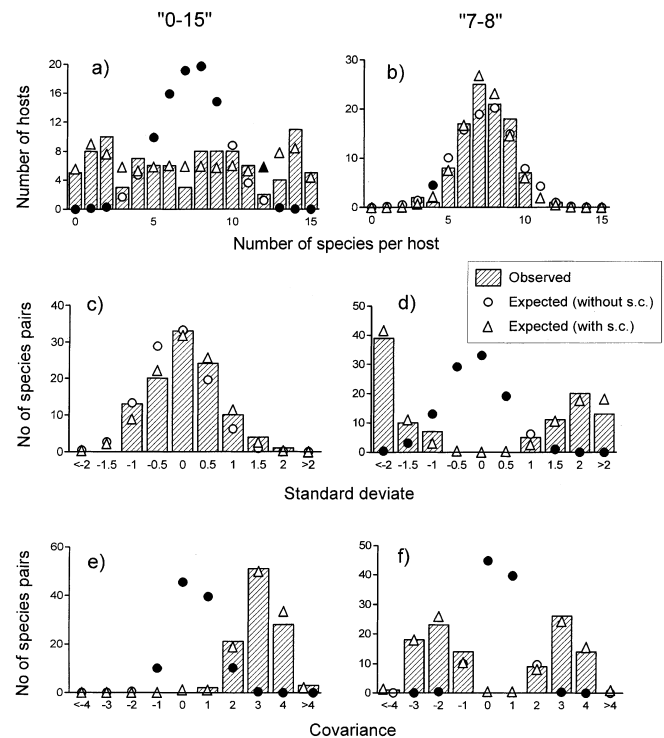 "0-15"
"7-8"
a)
b)
Number of hosts
20
16
12
8
4
0
30
20
10
0
0
5
10
15
0
5
10
15
Number of species per host
Observed
Expected (without s.c.)
Expected (with s.c.)
c)
d)
No of species pairs
40
30
20
10
0
50
40
30
20
10
0
<-2 -1.5 -1 -0.5 0 0.5 1 1.5 2 >2
<-2 -1.5 -1 -0.5 0 0.5 1 1.5 2 >2
Standard deviate
e)
f)
No of species pairs
60
40
20
0
50
40
30
20
10
0
<-4 -3 -2 -1 0 1 2 3 4 >4
<-4 -3 -2 -1 0 1 2 3 4 >4
Covariance